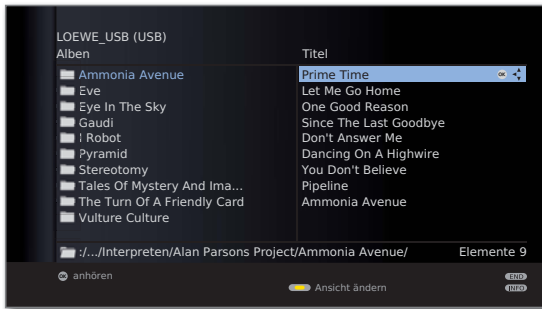 LOEWE_USB (USB)
Alben
Titel
Ammonia Avenue
Eve
Eye In The Sky
Gaudi
I Robot
Pyramid
Stereotomy
Tales Of Mystery And Ima...
The Turn Of A Friendly Card
Vulture Culture
Prime Time OK
Let Me Go Home
One Good Reason
Since The Last Goodbye
Don't Answer Me
Dancing On A Highwire
You Don't Believe
Pipeline
Ammonia Avenue
:/.../Interpreten/Alan Parsons Project/Ammonia Avenue/ Elemente 9
OK anhören
END
Ansicht ändern
INFO